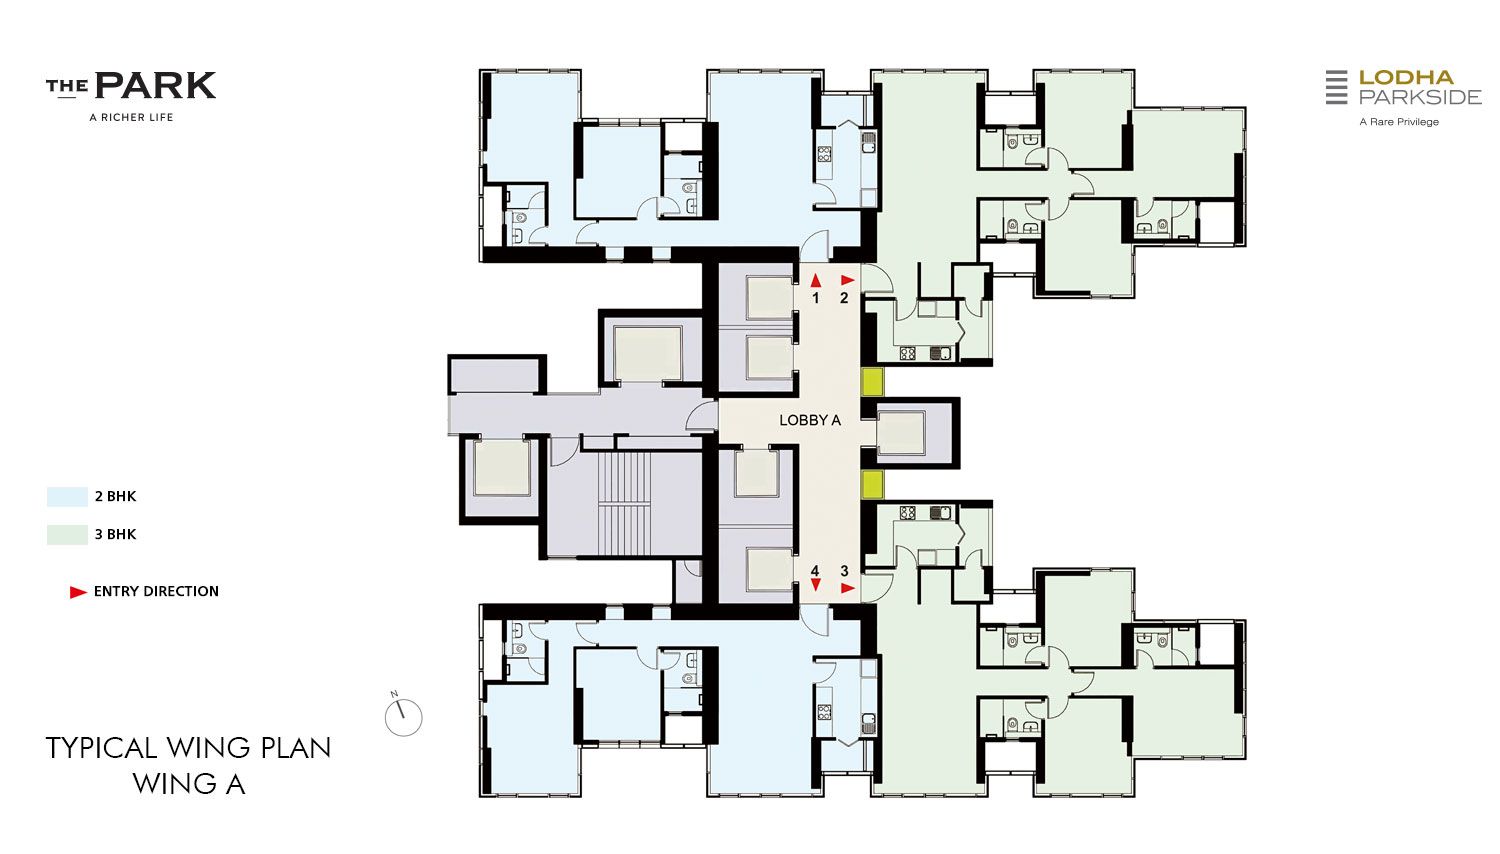 THE PARK
A RICHER LIFE
LODHA
PARKSIDE
A Rare Privilege
1
2
LOBBY A
4
3
2 BHK
3 BHK
ENTRY DIRECTION
N
TYPICAL WING PLAN
WING A